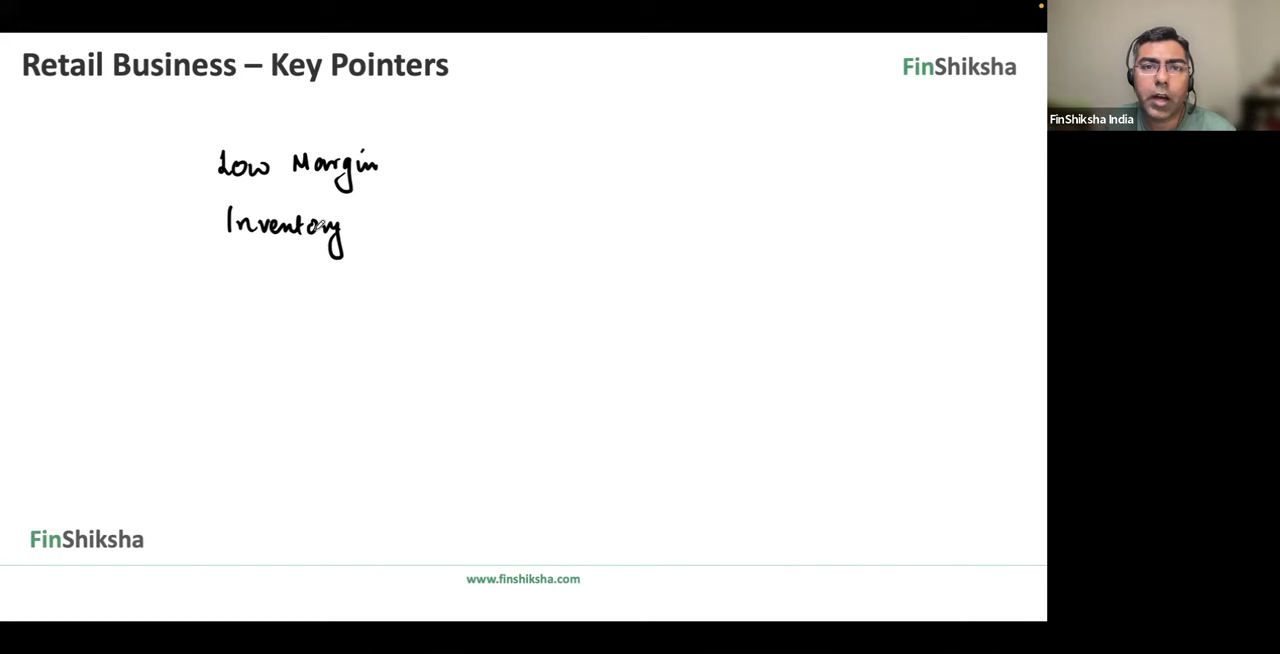 Retail Business – Key Pointers
FinShiksha
FinShiksha India
Low Margin
Inventory
FinShiksha
www.finshiksha.com